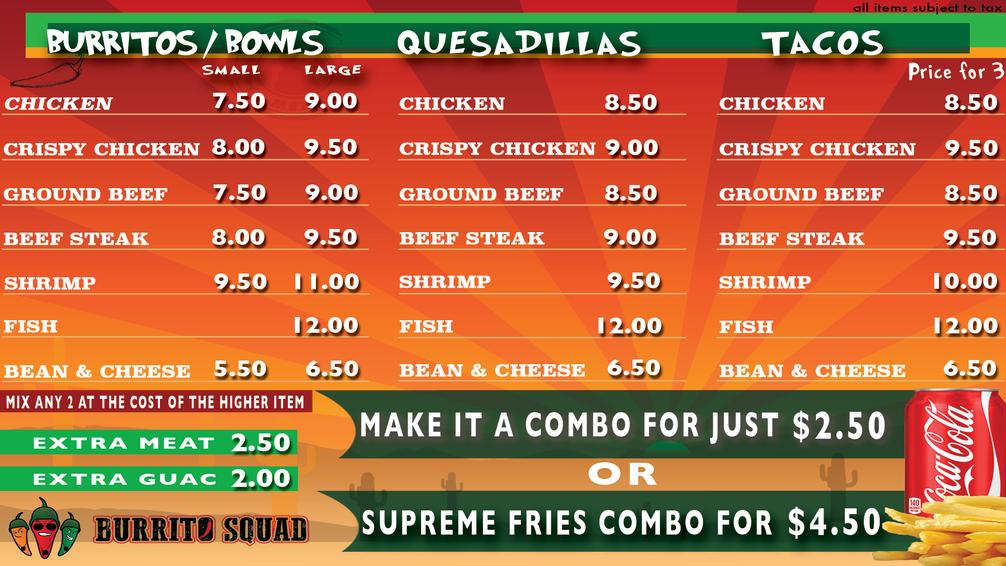 all items subject to tax
BURRITOS/BOWLS
SMALL LARGE
CHICKEN 7.50 9.00
CRISPY CHICKEN 8.00 9.50
GROUND BEEF 7.50 9.00
BEEF STEAK 8.00 9.50
SHRIMP 9.50 11.00
FISH 12.00
BEAN & CHEESE 5.50 6.50
QUESADILLAS
CHICKEN 8.50
CRISPY CHICKEN 9.00
GROUND BEEF 8.50
BEEF STEAK 9.00
SHRIMP 9.50
FISH 12.00
BEAN & CHEESE 6.50
TACOS
Price for 3
CHICKEN 8.50
CRISPY CHICKEN 9.50
GROUND BEEF 8.50
BEEF STEAK 9.50
SHRIMP 10.00
FISH 12.00
BEAN & CHEESE 6.50
MIX ANY 2 AT THE COST OF THE HIGHER ITEM
EXTRA MEAT 2.50
EXTRA GUAC 2.00
BURRITO SQUAD
MAKE IT A COMBO FOR JUST $2.50
OR
SUPREME FRIES COMBO FOR $4.50
Coca-Cola
140